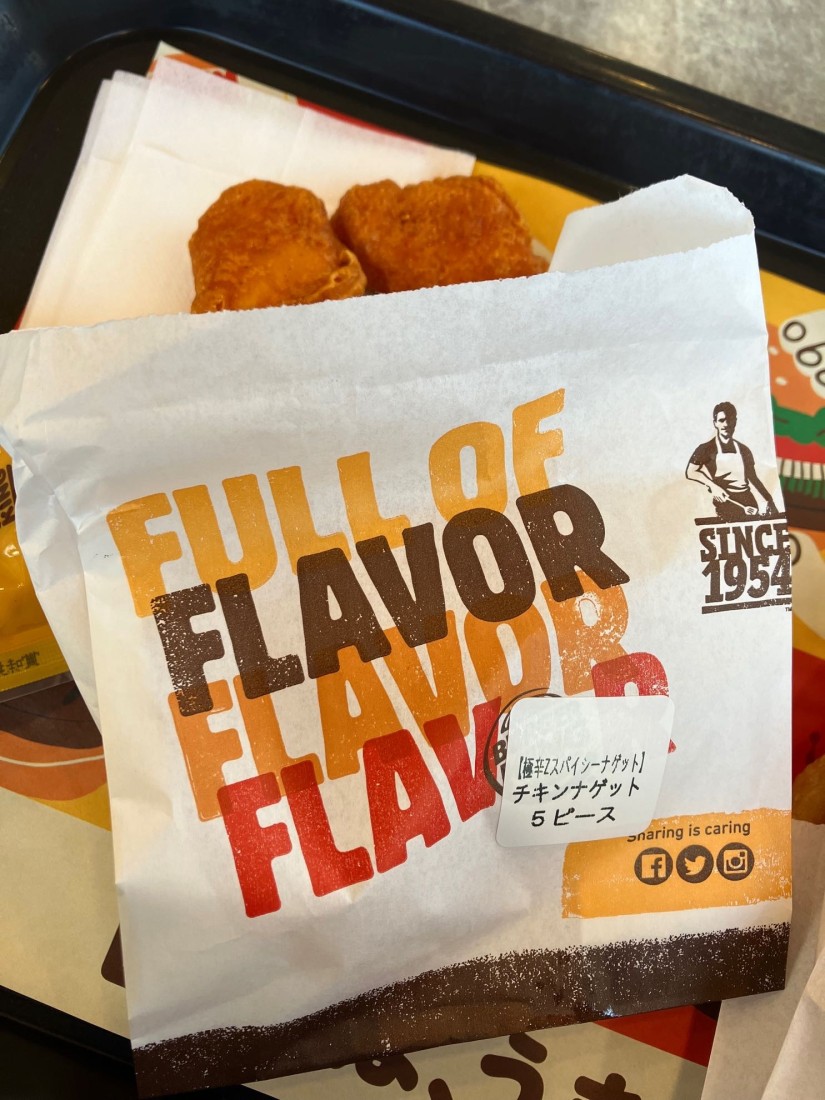 FULL OF
FLAVOR
FLAVOR
FLAV R
SINCE
1954
【極辛Zスパイシーナゲット】
チキンナゲット
5ピース
Sharing is caring